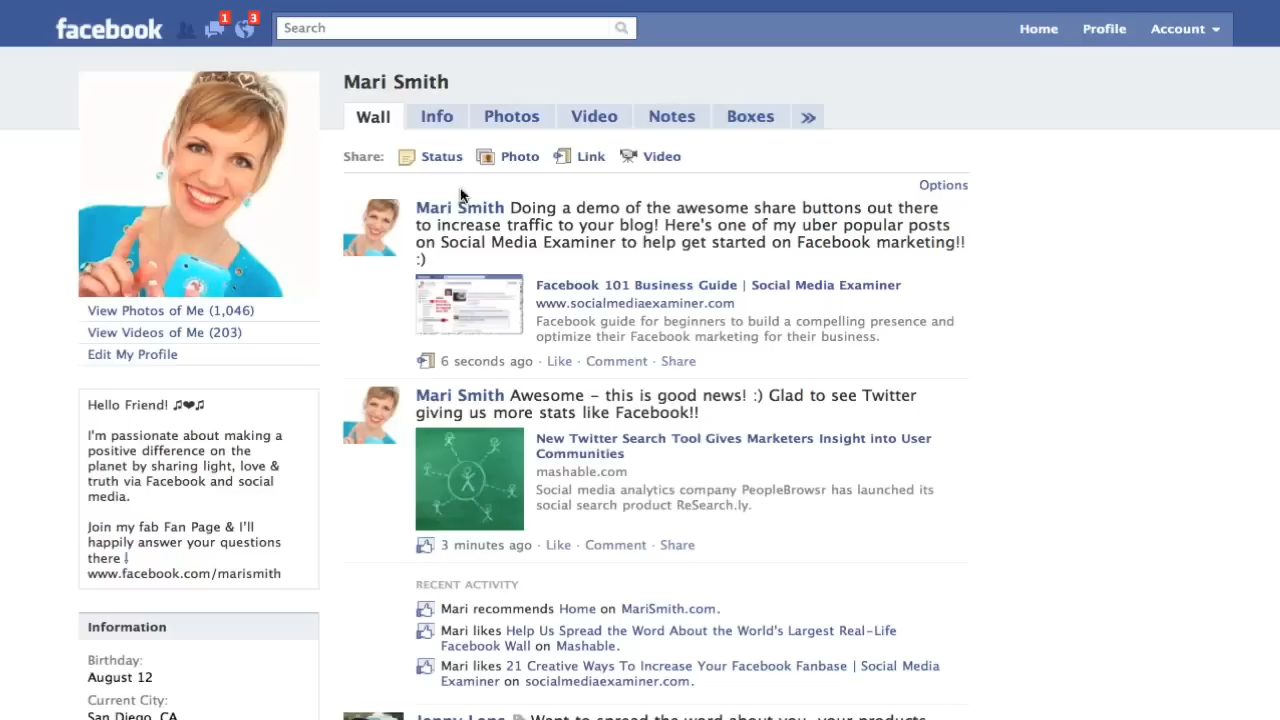 facebook
1
3
Search
Home Profile Account
Mari Smith
Wall Info Photos Video Notes Boxes »
Share: Status Photo Link Video
Options
Mari Smith Doing a demo of the awesome share buttons out there
to increase traffic to your blog! Here's one of my uber popular posts
on Social Media Examiner to help get started on Facebook marketing!!
:)
Facebook 101 Business Guide | Social Media Examiner
www.socialmediaexaminer.com
Facebook guide for beginners to build a compelling presence and
optimize their Facebook marketing for their business.
6 seconds ago · Like · Comment · Share
Mari Smith Awesome – this is good news! :) Glad to see Twitter
giving us more stats like Facebook!!
New Twitter Search Tool Gives Marketers Insight into User
Communities
mashable.com
Social media analytics company PeopleBrowsr has launched its
social search product ReSearch.ly.
3 minutes ago · Like · Comment · Share
RECENT ACTIVITY
Mari recommends Home on MariSmith.com.
Mari likes Help Us Spread the Word About the World's Largest Real-Life
Facebook Wall on Mashable.
Mari likes 21 Creative Ways To Increase Your Facebook Fanbase | Social Media
Examiner on socialmediaexaminer.com.
Want to spread the word about you, your products
View Photos of Me (1,046)
View Videos of Me (203)
Edit My Profile
Hello Friend! ♫❤♫
I'm passionate about making a
positive difference on the
planet by sharing light, love &
truth via Facebook and social
media.
Join my fab Fan Page & I'll
happily answer your questions
there ↓
www.facebook.com/marismith
Information
Birthday:
August 12
Current City:
San Diego, CA